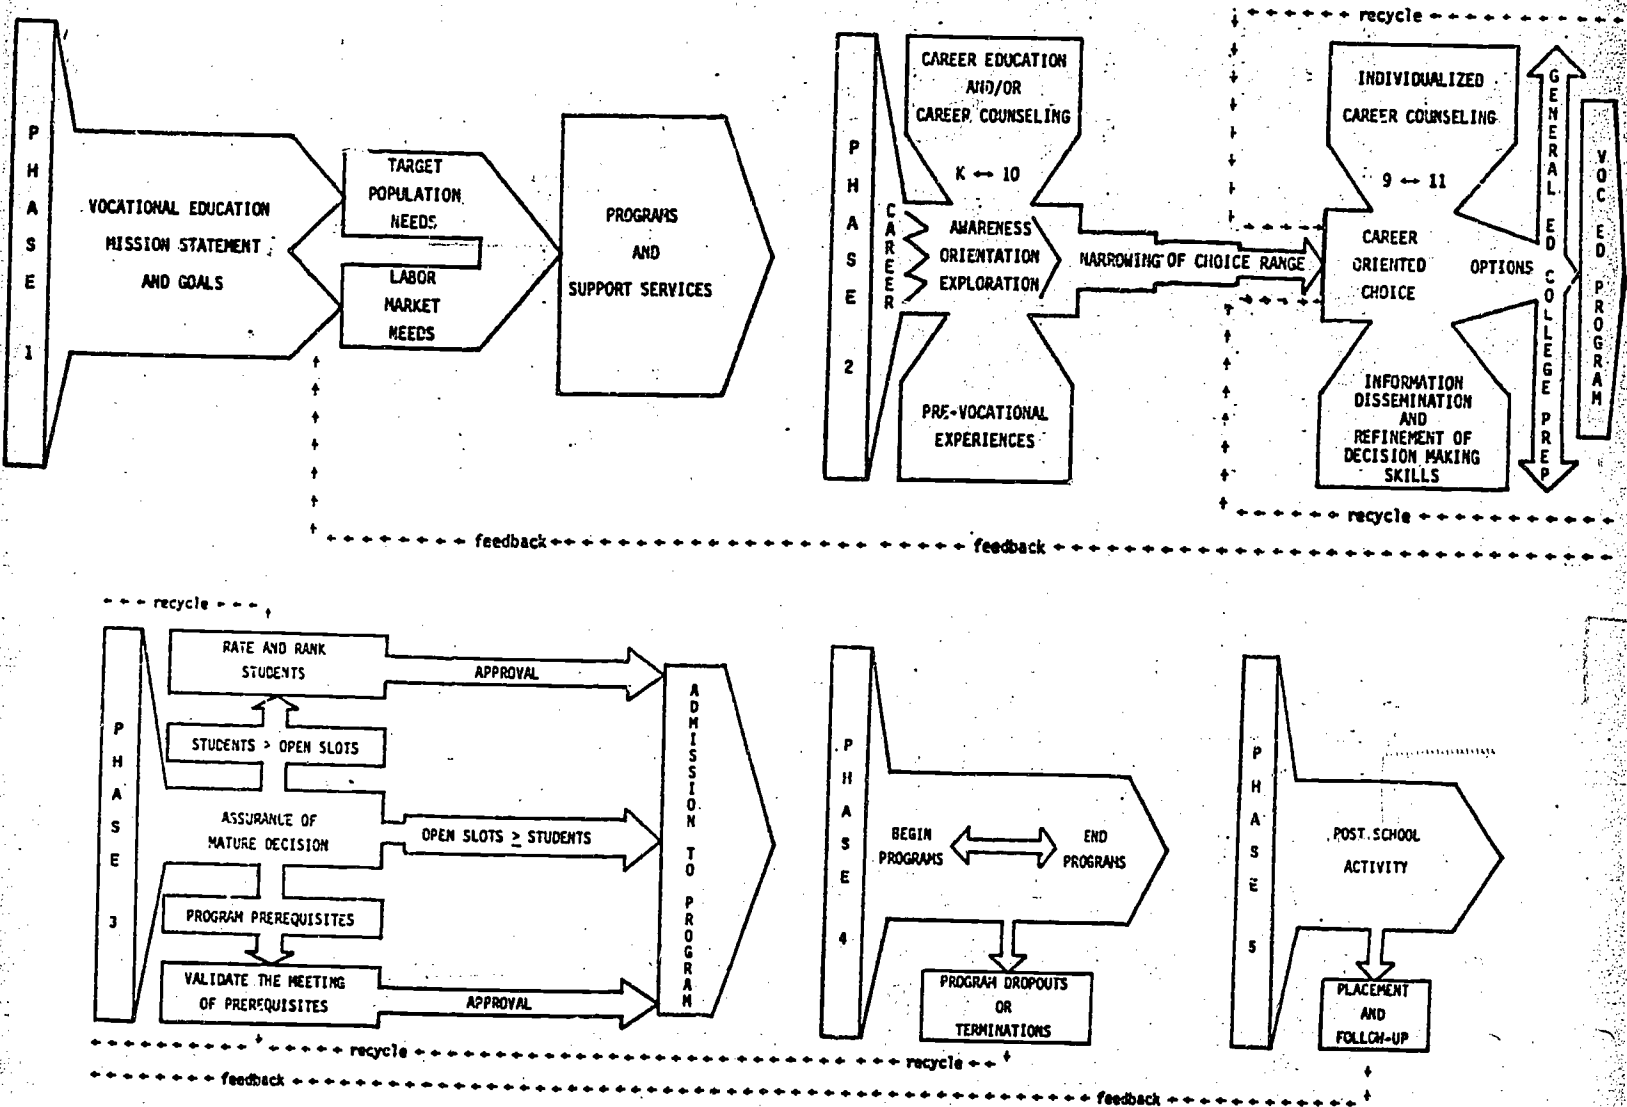 PHASE 1
VOCATIONAL EDUCATION
MISSION STATEMENT
AND GOALS
TARGET
POPULATION
NEEDS
LABOR
MARKET
NEEDS
PROGRAMS
AND
SUPPORT SERVICES
PHASE 2
CAREER
CAREER EDUCATION
AND/OR
CAREER COUNSELING
K ↔ 10
AWARENESS
ORIENTATION
EXPLORATION
PRE-VOCATIONAL
EXPERIENCES
NARROWING OF CHOICE RANGE
recycle
INDIVIDUALIZED
CAREER COUNSELING
9 ↔ 11
CAREER
ORIENTED
CHOICE
OPTIONS
INFORMATION
DISSEMINATION
AND
REFINEMENT OF
DECISION MAKING
SKILLS
GENERAL ED COLLEGE PREP
VOC ED PROGRAM
recycle
feedback
feedback
recycle
PHASE 3
RATE AND RANK
STUDENTS
APPROVAL
STUDENTS > OPEN SLOTS
ASSURANCE OF
MATURE DECISION
OPEN SLOTS ≥ STUDENTS
PROGRAM PREREQUISITES
VALIDATE THE MEETING
OF PREREQUISITES
APPROVAL
ADMISSION TO PROGRAM
PHASE 4
BEGIN
PROGRAMS
END
PROGRAMS
PROGRAM DROPOUTS
OR
TERMINATIONS
PHASE 5
POST SCHOOL
ACTIVITY
PLACEMENT
AND
FOLLOW-UP
recycle
recycle
feedback
feedback